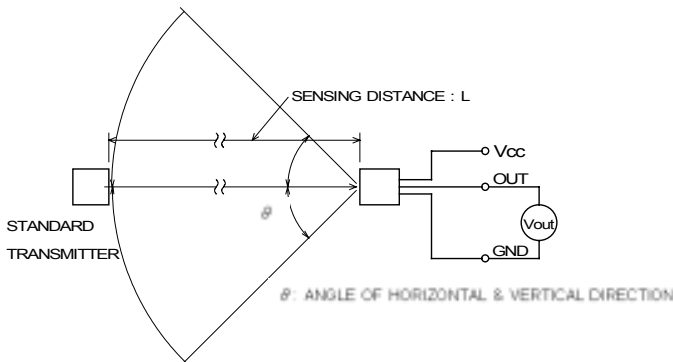 SENSING DISTANCE : L
Vcc
OUT
Vout
GND
STANDARD
TRANSMITTER
θ
θ: ANGLE OF HORIZONTAL & VERTICAL DIRECTION